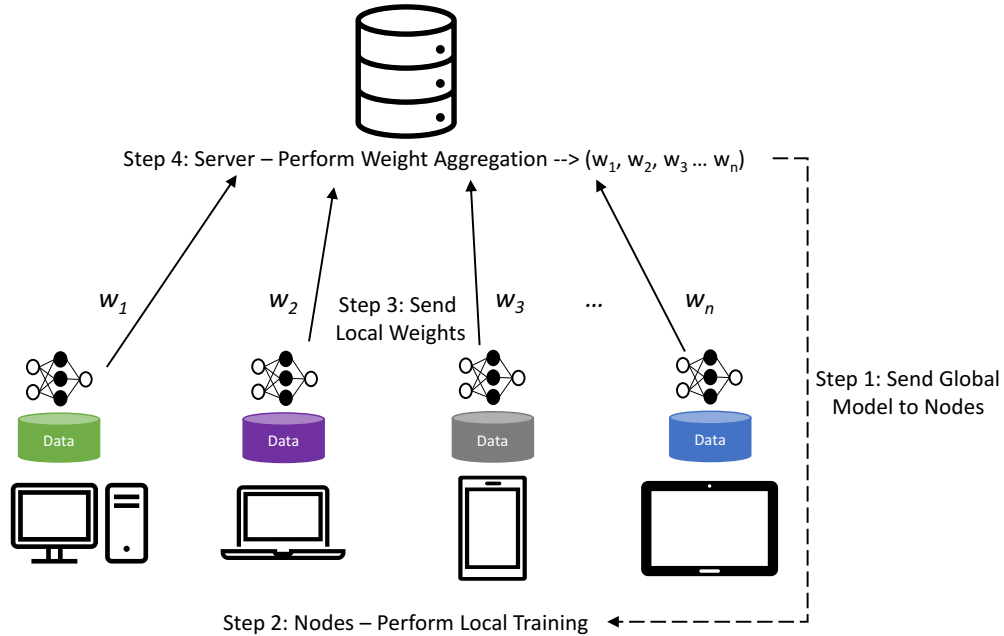 Step 4: Server – Perform Weight Aggregation --> (w₁, w₂, w₃ ... wₙ)
w₁
w₂
Step 3: Send
Local Weights
w₃
...
wₙ
Step 1: Send Global
Model to Nodes
Data
Data
Data
Data
Step 2: Nodes – Perform Local Training